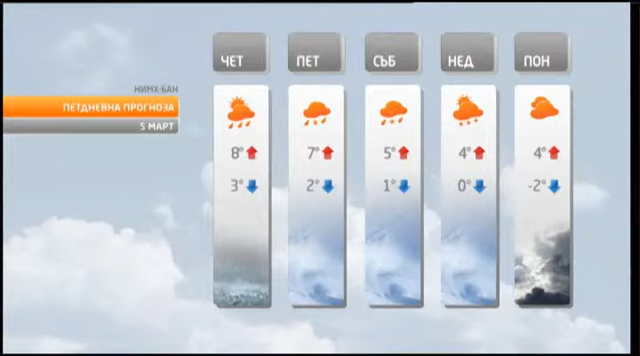 ЧЕТ ПЕТ СЪБ НЕД ПОН
НИМХ БАН
ПЕТДНЕВНА ПРОГНОЗА
5 МАРТ
8° 7° 5° 4° 4°
3° 2° 1° 0° -2°